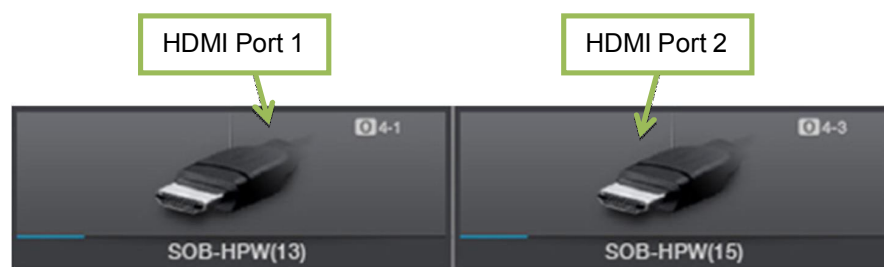 HDMI Port 1
HDMI Port 2
O 4-1
O 4-3
SOB-HPW(13)
SOB-HPW(15)